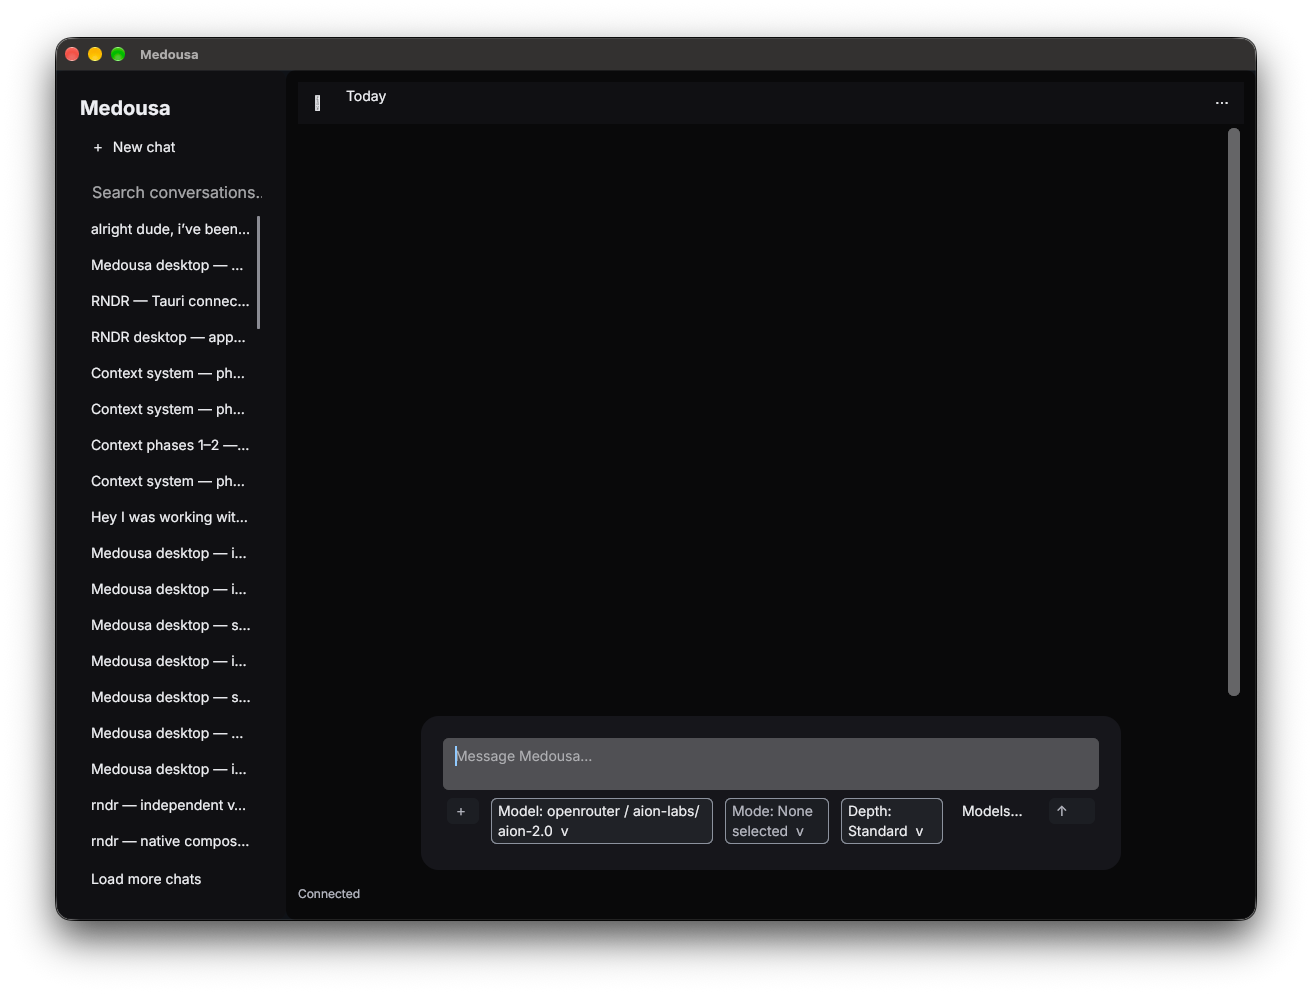 Medousa
Medousa
+ New chat
Search conversations..
alright dude, i've been...
Medousa desktop — ...
RNDR — Tauri connec...
RNDR desktop — app...
Context system — ph...
Context system — ph...
Context phases 1–2 —...
Context system — ph...
Hey I was working wit...
Medousa desktop — i...
Medousa desktop — i...
Medousa desktop — s...
Medousa desktop — i...
Medousa desktop — s...
Medousa desktop — ...
Medousa desktop — i...
rndr — independent v...
rndr — native compos...
Load more chats
Today
...
Message Medousa...
+
Model: openrouter / aion-labs/
aion-2.0 v
Mode: None
selected v
Depth:
Standard v
Models...
↑
Connected